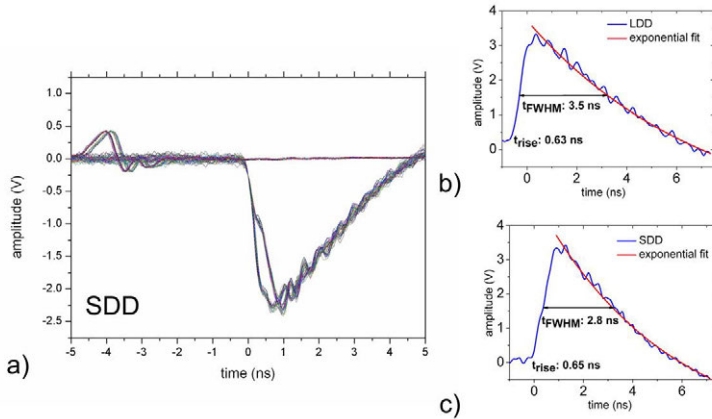 1.0
0.5
0.0
-0.5
-1.0
-1.5
-2.0
-2.5
amplitude (V)
SDD
-5 -4 -3 -2 -1 0 1 2 3 4 5
time (ns)
a)
4
3
2
1
0
amplitude (V)
LDD
exponential fit
tFWHM: 3.5 ns
trise: 0.63 ns
0 2 4 6
time (ns)
b)
4
3
2
1
0
amplitude (V)
SDD
exponential fit
tFWHM: 2.8 ns
trise: 0.65 ns
0 2 4 6
time (ns)
c)